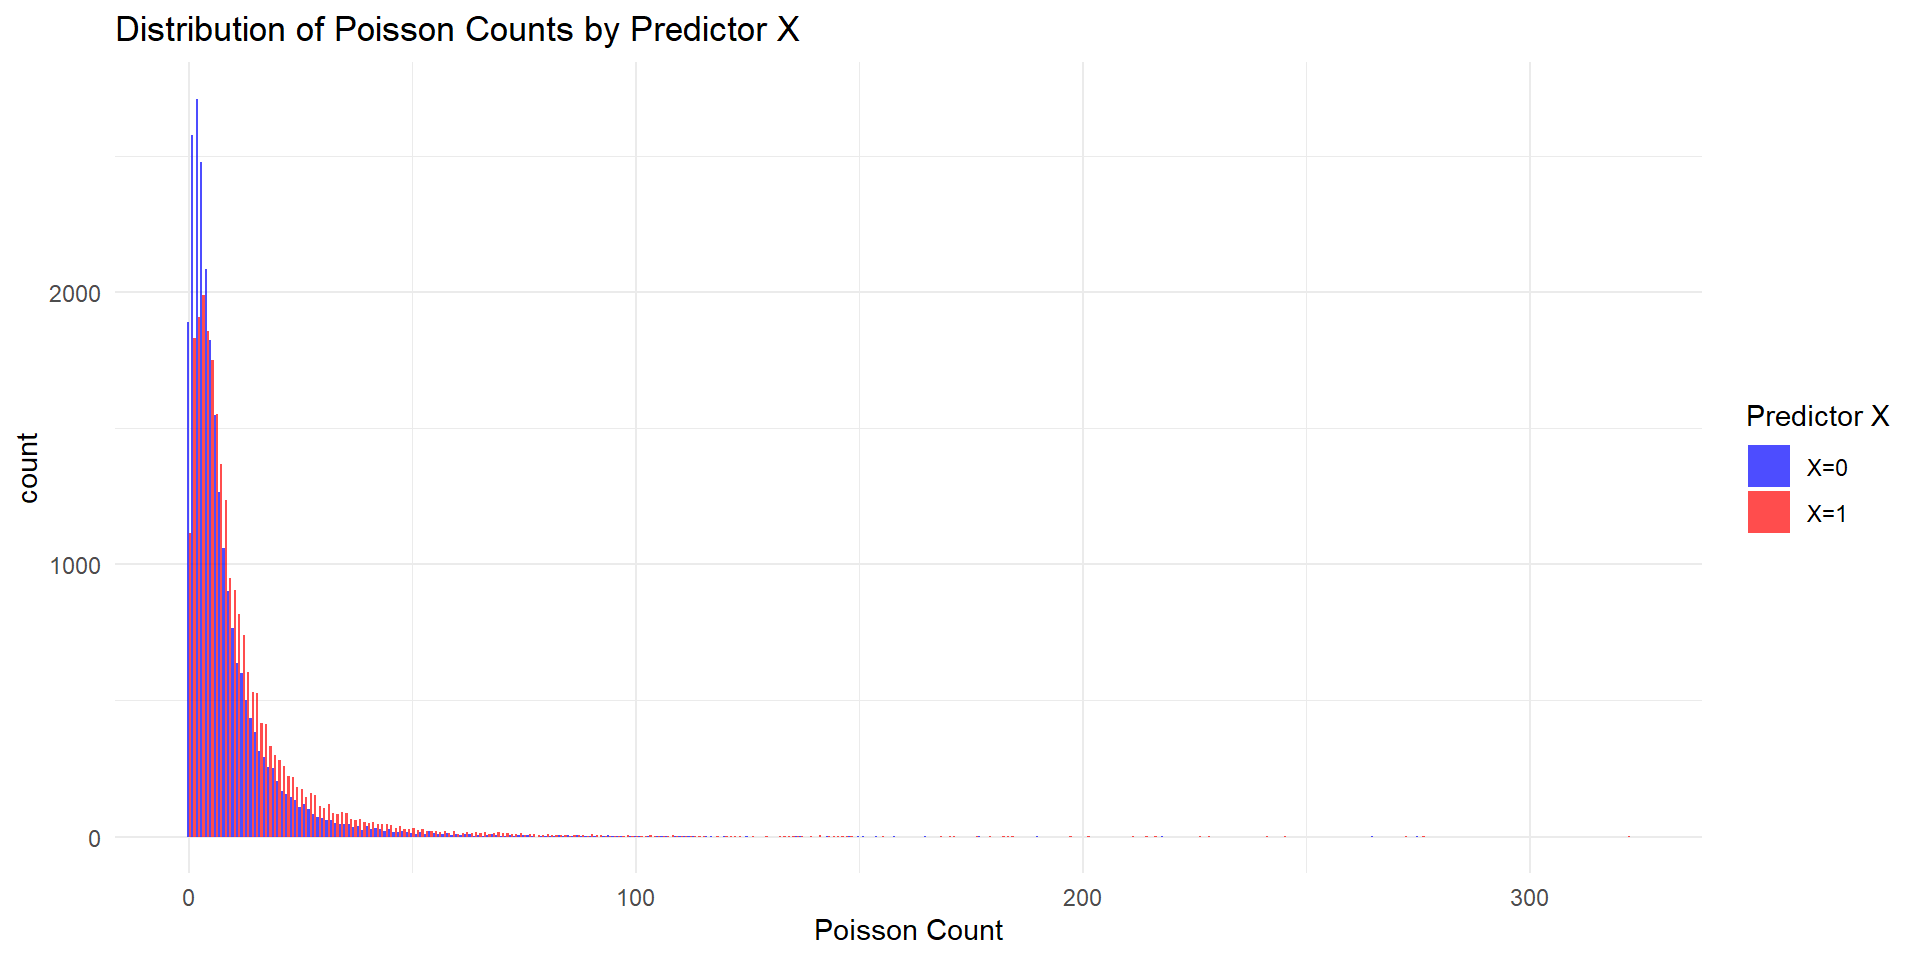 Distribution of Poisson Counts by Predictor X
2000
1000
0
count
0 100 200 300
Poisson Count
Predictor X
X=0
X=1